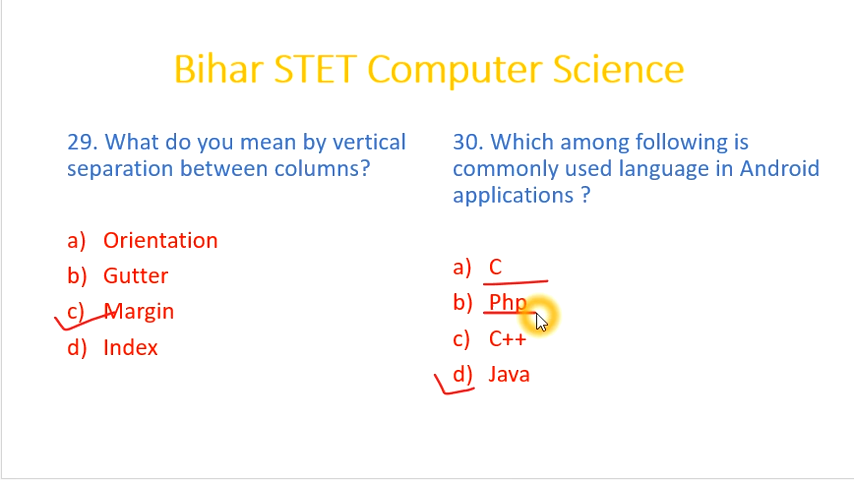 Bihar STET Computer Science
29. What do you mean by vertical
separation between columns?
a) Orientation
b) Gutter
c) Margin
d) Index
30. Which among following is
commonly used language in Android
applications ?
a) C
b) Php
c) C++
d) Java